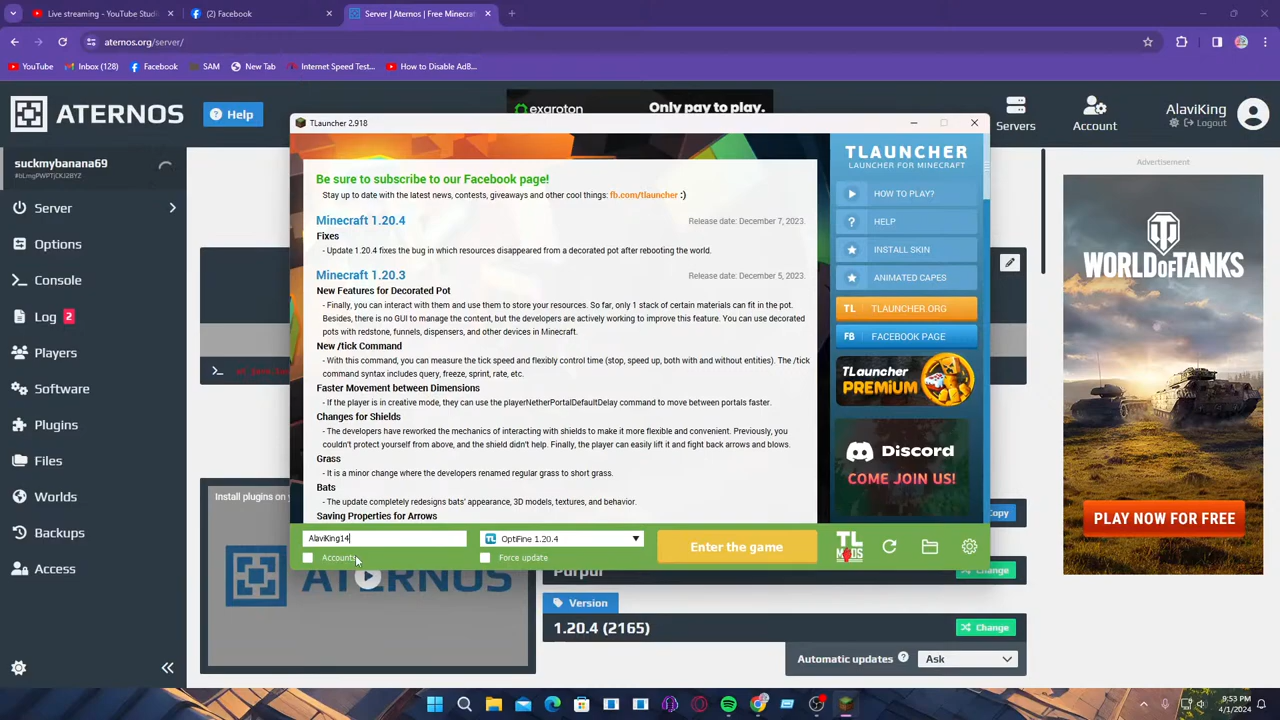 Live streaming - YouTube S
(2) Facebook
Server | Aternos | Free Minecraf
aternos.org/server/
YouTube
Inbox (128)
Facebook
SAM
New Tab
Internet Speed Test...
How to Disable AdB...
ATERNOS
Help
exaroton
Only pay to play.
Servers
Account
AlaviKing
Logout
suckmybanana69
Server
Options
Console
Log 2
Players
Software
Plugins
Files
Worlds
Backups
Access
TLauncher 2.918
Be sure to subscribe to our Facebook page!
Stay up to date with the latest news, contests, giveaways and other cool things: fb.com/tlauncher :)
Minecraft 1.20.4
Release date: December 7, 2023.
Fixes
- Update 1.20.4 fixes the bug in which resources disappeared from a decorated pot after rebooting the world.
Minecraft 1.20.3
Release date: December 5, 2023.
New Features for Decorated Pot
- Finally, you can interact with them and use them to store your resources. So far, only 1 stack of certain materials can fit in the pot.
Besides, there is no GUI to manage the content, but the developers are actively working to improve this feature. You can use decorated
pots with redstone, funnels, dispensers, and other devices in Minecraft.
New /tick Command
- With this command, you can measure the tick speed and flexibly control time (stop, speed up, both with and without entities). The /tick
command syntax includes query, freeze, sprint, rate, etc.
Faster Movement between Dimensions
- If the player is in creative mode, they can use the playerNetherPortalDefaultDelay command to move between portals faster.
Changes for Shields
- The developers have reworked the mechanics of interacting with shields to make it more flexible and convenient. Previously, you
couldn't protect yourself from above, and the shield didn't help. Finally, the player can easily lift it and fight back arrows and blows.
Grass
- It is a minor change where the developers renamed regular grass to short grass.
Bats
- The update completely redesigns bats' appearance, 3D models, textures, and behavior.
Saving Properties for Arrows
TLAUNCHER
LAUNCHER FOR MINECRAFT
HOW TO PLAY?
HELP
INSTALL SKIN
ANIMATED CAPES
TL TLAUNCHER.ORG
FB FACEBOOK PAGE
TLauncher
PREMiUM
Discord
COME JOIN US!
AlaviKing14
OptiFine 1.20.4
Enter the game
TL
MODS
Accounts
Force update
Install plugins on y
ATERNOS
Copy
Purpur
Change
Version
1.20.4 (2165)
Change
Automatic updates
Ask
Advertisement
WORLD OF TANKS
PLAY NOW FOR FREE
9:53 PM
4/1/2024